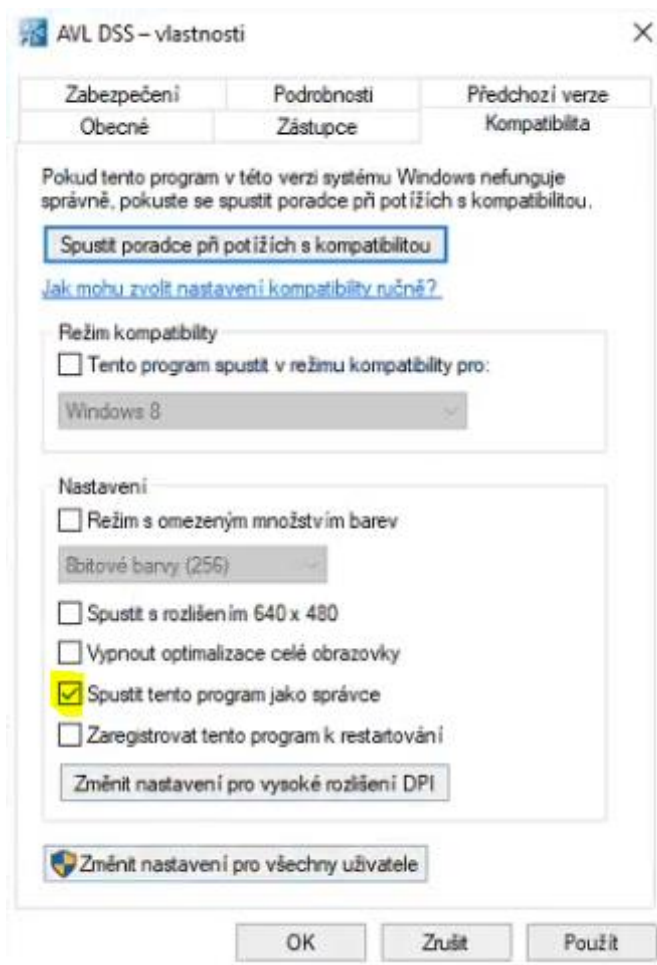 AVL DSS – vlastnosti
Zabezpečení Podrobnosti Předchozí verze
Obecné Zástupce Kompatibilita
Pokud tento program v této verzi systému Windows nefunguje
správně, pokuste se spustit poradce při potížích s kompatibilitou.
Spustit poradce při potížích s kompatibilitou
Jak mohu zvolit nastavení kompatibility ručně?
Režim kompatibility
Tento program spustit v režimu kompatibility pro:
Windows 8
Nastavení
Režim s omezeným množstvím barev
8bitové barvy (256)
Spustit s rozlišením 640 x 480
Vypnout optimalizace celé obrazovky
Spustit tento program jako správce
Zaregistrovat tento program k restartování
Změnit nastavení pro vysoké rozlišení DPI
Změnit nastavení pro všechny uživatele
OK Zrušit Použít